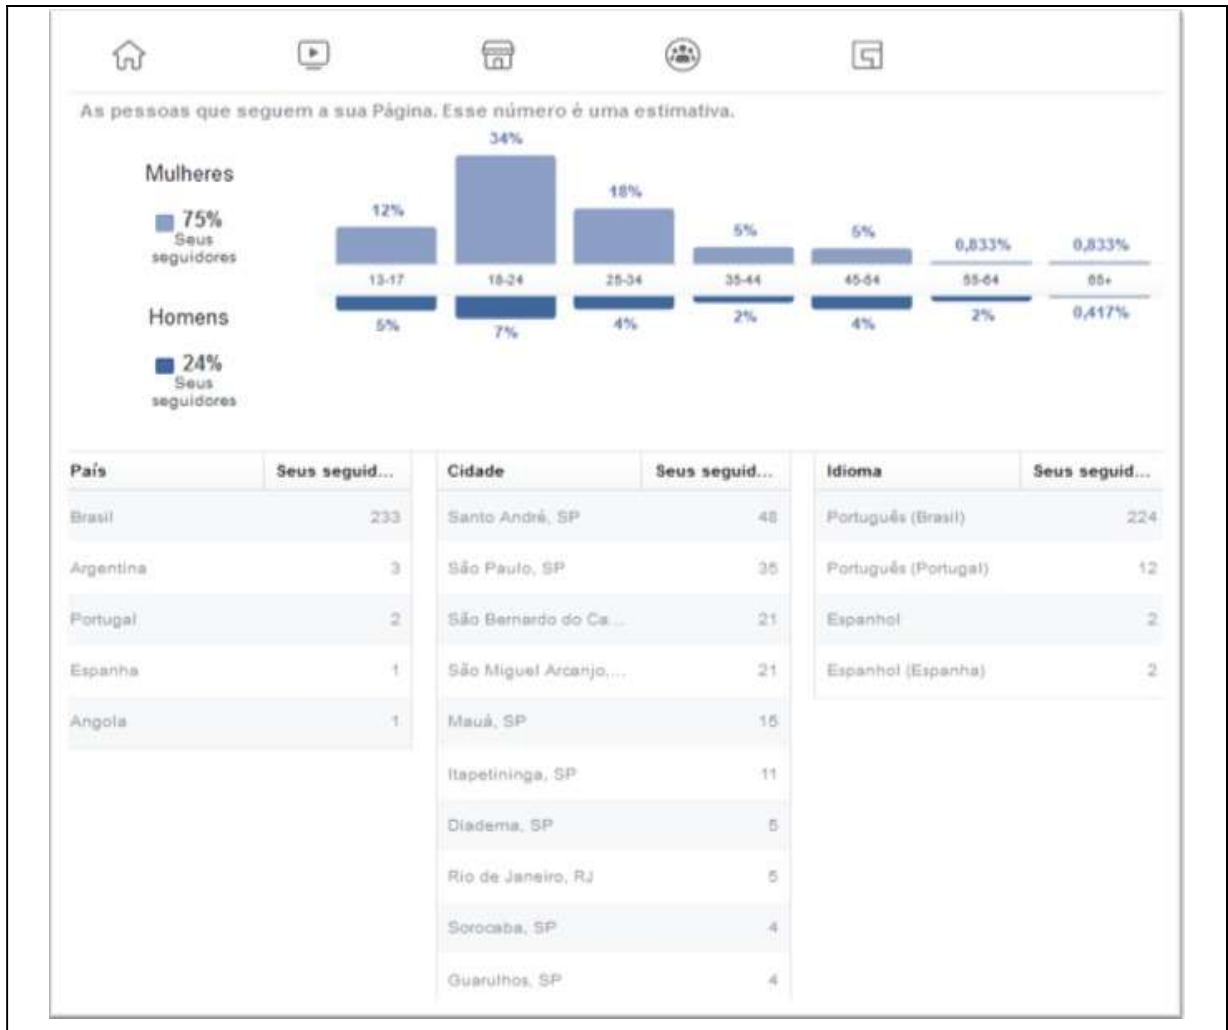 As pessoas que seguem a sua Página. Esse número é uma estimativa.
Mulheres
75%
Seus
seguidores
12%
34%
18%
5%
5%
0,833%
0,833%
13-17
18-24
25-34
35-44
45-54
55-64
65+
Homens
24%
Seus
seguidores
5%
7%
4%
2%
4%
2%
0,417%
País Seus seguid... Cidade Seus seguid... Idioma Seus seguid...
Brasil 233 Santo André, SP 48 Português (Brasil) 224
Argentina 3 São Paulo, SP 35 Português (Portugal) 12
Portugal 2 São Bernardo do Ca... 21 Espanhol 2
Espanha 1 São Miguel Arcanjo,... 21 Espanhol (Espanha) 2
Angola 1 Mauá, SP 15
Itapetininga, SP 11
Diadema, SP 5
Rio de Janeiro, RJ 5
Sorocaba, SP 4
Guarulhos, SP 4